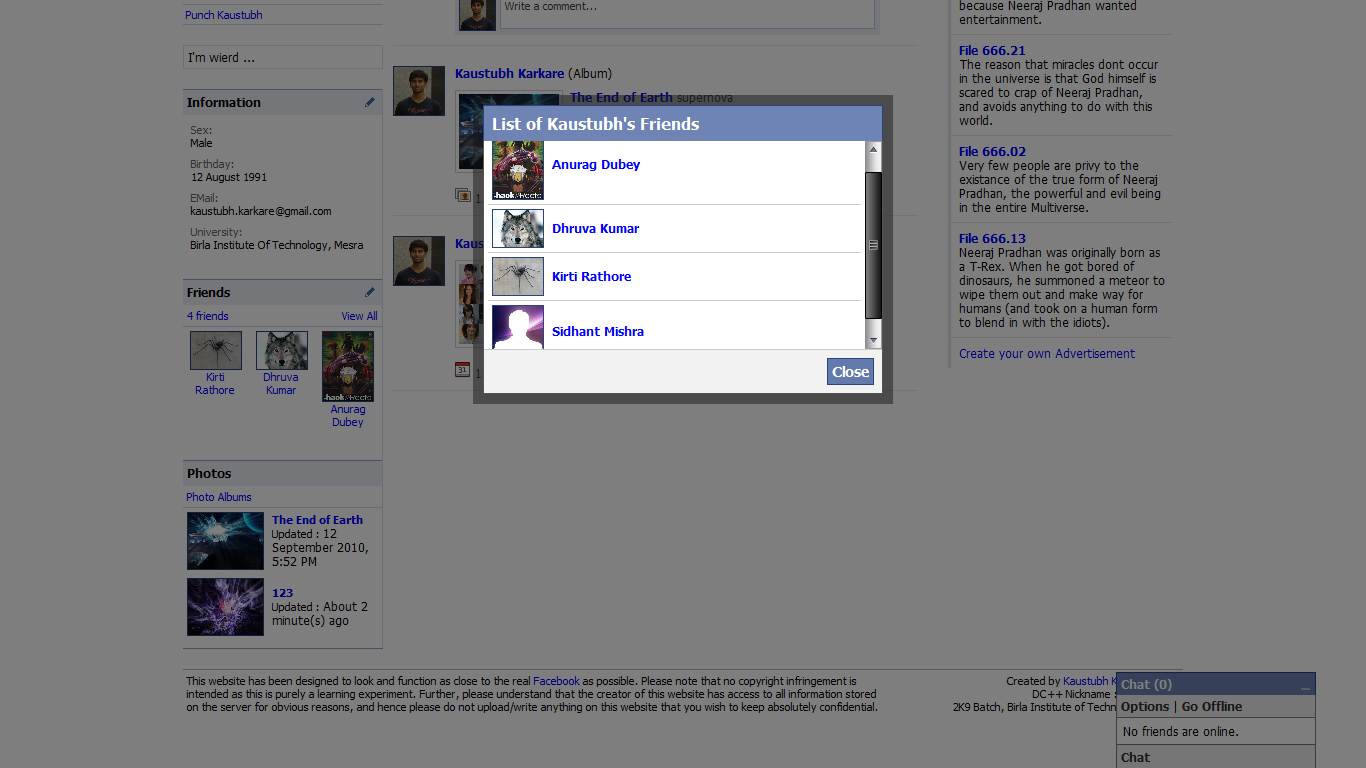 Punch Kaustubh
I'm wierd ...
Information
Sex:
Male
Birthday:
12 August 1991
EMail:
kaustubh.karkare@gmail.com
University:
Birla Institute Of Technology, Mesra
Friends
4 friends View All
Kirti
Rathore
Dhruva
Kumar
Anurag
Dubey
Photos
Photo Albums
The End of Earth
Updated : 12
September 2010,
5:52 PM
123
Updated : About 2
minute(s) ago
Write a comment...
Kaustubh Karkare (Album)
The End of Earth supernova
1
Kaus
31 1
List of Kaustubh's Friends
Anurag Dubey
Dhruva Kumar
Kirti Rathore
Sidhant Mishra
Close
because Neeraj Pradhan wanted
entertainment.
File 666.21
The reason that miracles dont occur
in the universe is that God himself is
scared to crap of Neeraj Pradhan,
and avoids anything to do with this
world.
File 666.02
Very few people are privy to the
existance of the true form of Neeraj
Pradhan, the powerful and evil being
in the entire Multiverse.
File 666.13
Neeraj Pradhan was originally born as
a T-Rex. When he got bored of
dinosaurs, he summoned a meteor to
wipe them out and make way for
humans (and took on a human form
to blend in with the idiots).
Create your own Advertisement
This website has been designed to look and function as close to the real Facebook as possible. Please note that no copyright infringement is
intended as this is purely a learning experiment. Further, please understand that the creator of this website has access to all information stored
on the server for obvious reasons, and hence please do not upload/write anything on this website that you wish to keep absolutely confidential.
Created by Kaustubh K
DC++ Nickname :
2K9 Batch, Birla Institute of Techn
Chat (0) _
Options | Go Offline
No friends are online.
Chat